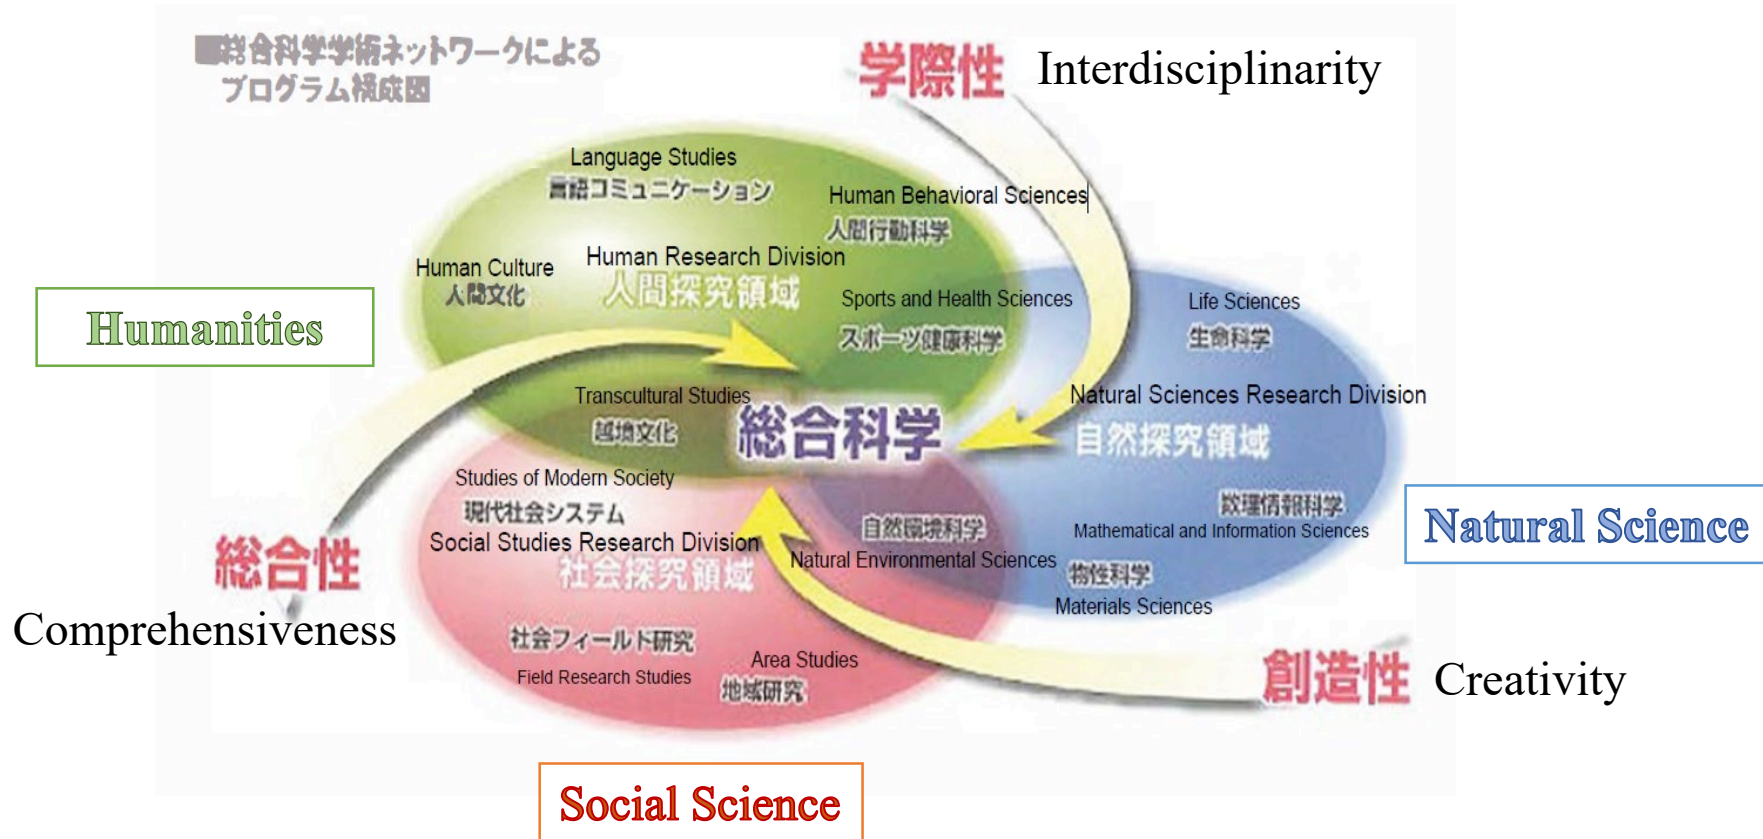 総合科学学術ネットワークによる
プログラム構成図
学際性 Interdisciplinarity
Language Studies
言語コミュニケーション
Human Behavioral Sciences
人間行動科学
Human Research Division
人間探究領域
Human Culture
人間文化
Sports and Health Sciences
スポーツ健康科学
Life Sciences
生命科学
Humanities
Transcultural Studies
越境文化
総合科学
Natural Sciences Research Division
自然探究領域
Studies of Modern Society
現代社会システム
Social Studies Research Division
社会探究領域
自然環境科学
Natural Environmental Sciences
数理情報科学
Mathematical and Information Sciences
物性科学
Materials Sciences
Natural Science
総合性
Comprehensiveness
社会フィールド研究
Field Research Studies
Area Studies
地域研究
創造性 Creativity
Social Science